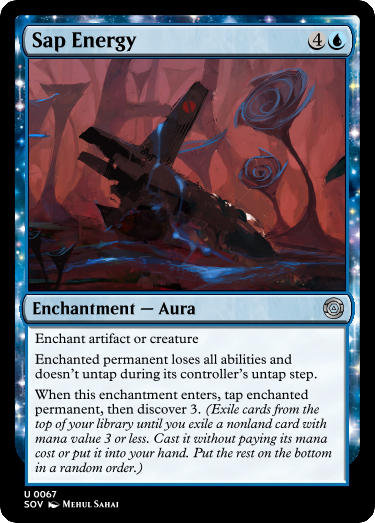 Sap Energy 4
Enchantment — Aura
Enchant artifact or creature
Enchanted permanent loses all abilities and
doesn't untap during its controller's untap step.
When this enchantment enters, tap enchanted
permanent, then discover 3. (Exile cards from the
top of your library until you exile a nonland card with
mana value 3 or less. Cast it without paying its mana
cost or put it into your hand. Put the rest on the bottom
in a random order.)
U 0067
SOV Mehul Sahai